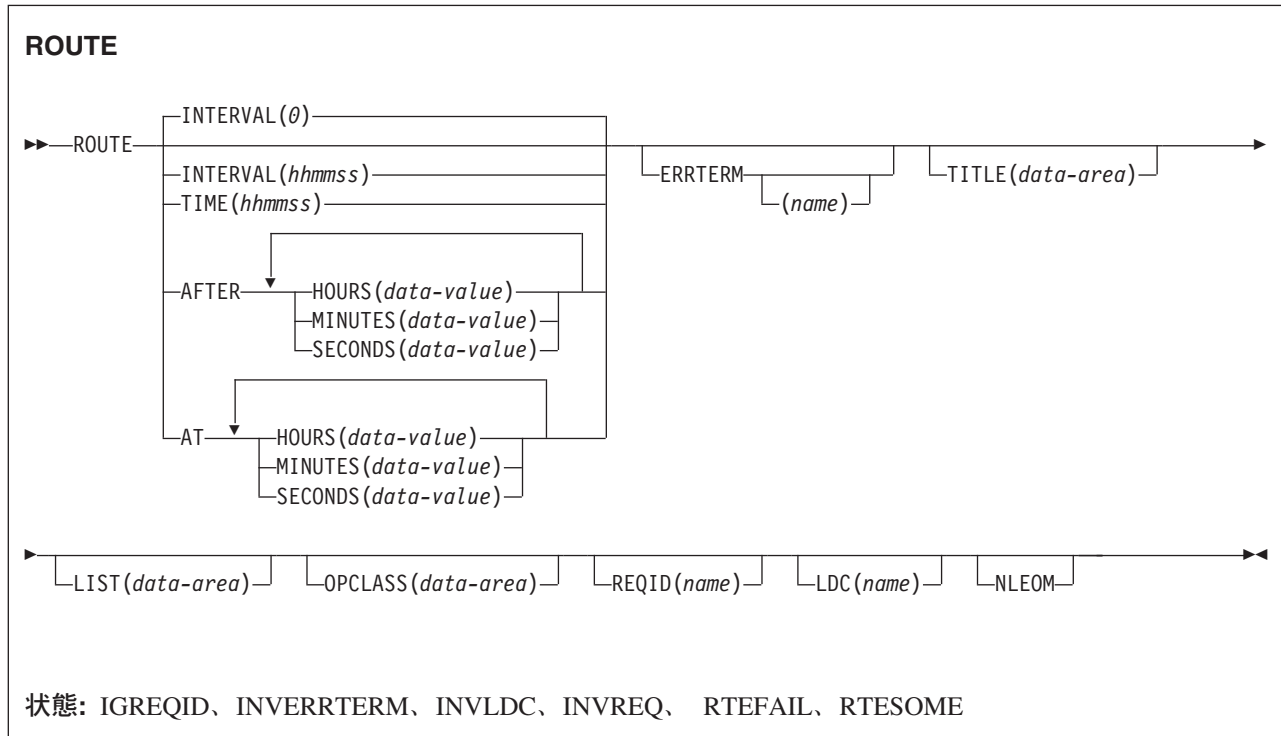 ROUTE
INTERVAL(0)
ROUTE
INTERVAL(hhmmss)
TIME(hhmmss)
AFTER
HOURS(data-value)
MINUTES(data-value)
SECONDS(data-value)
AT
HOURS(data-value)
MINUTES(data-value)
SECONDS(data-value)
ERRTERM
(name)
TITLE(data-area)
LIST(data-area)
OPCLASS(data-area)
REQID(name)
LDC(name)
NLEOM
状態: IGREQID、INVERRTERM、INVLDC、INVREQ、 RTEFAIL、RTESOME